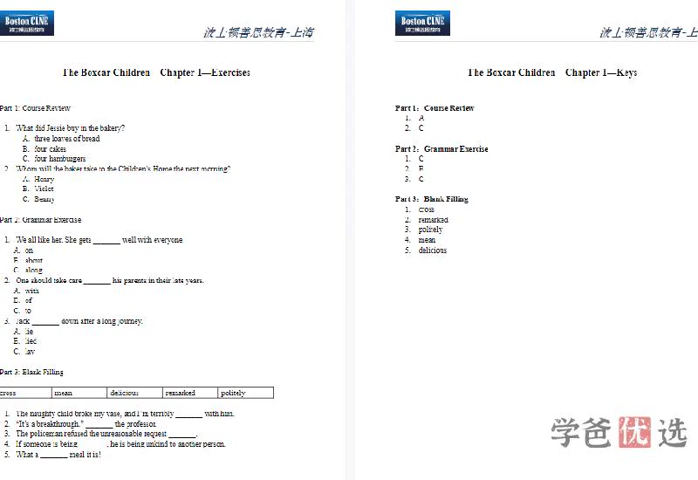 Boston CINE
波士顿善思教育-上海
The Boxcar Children Chapter 1—Exercises
Part 1: Course Review
1. What did Jessie buy in the bakery?
A. three loaves of bread
B. four cakes
C. four hamburgers
2. Whom will the baker take to the Children's Home the next morning?
A. Henry
B. Violet
C. Benny
Part 2: Grammar Exercise
1. We all like her. She gets _______ well with everyone.
A. on
B. about
C. along
2. One should take care _______ his parents in their late years.
A. with
B. of
C. to
3. Jack _______ down after a long journey.
A. lie
B. lied
C. lay
Part 3: Blank Filling
cross mean delicious remarked politely
1. The naughty child broke my vase, and I'm terribly _______ with him.
2. "It's a breakthrough." _______ the professor.
3. The policeman refused the unreasonable request _______.
4. If someone is being _______, he is being unkind to another person.
5. What a _______ meal it is!
Boston CINE
波士顿善思教育-上
The Boxcar Children Chapter 1—Keys
Part 1: Course Review
1. A
2. C
Part 2: Grammar Exercise
1. C
2. B
3. C
Part 3: Blank Filling
1. cross
2. remarked
3. politely
4. mean
5. delicious
学爸优选